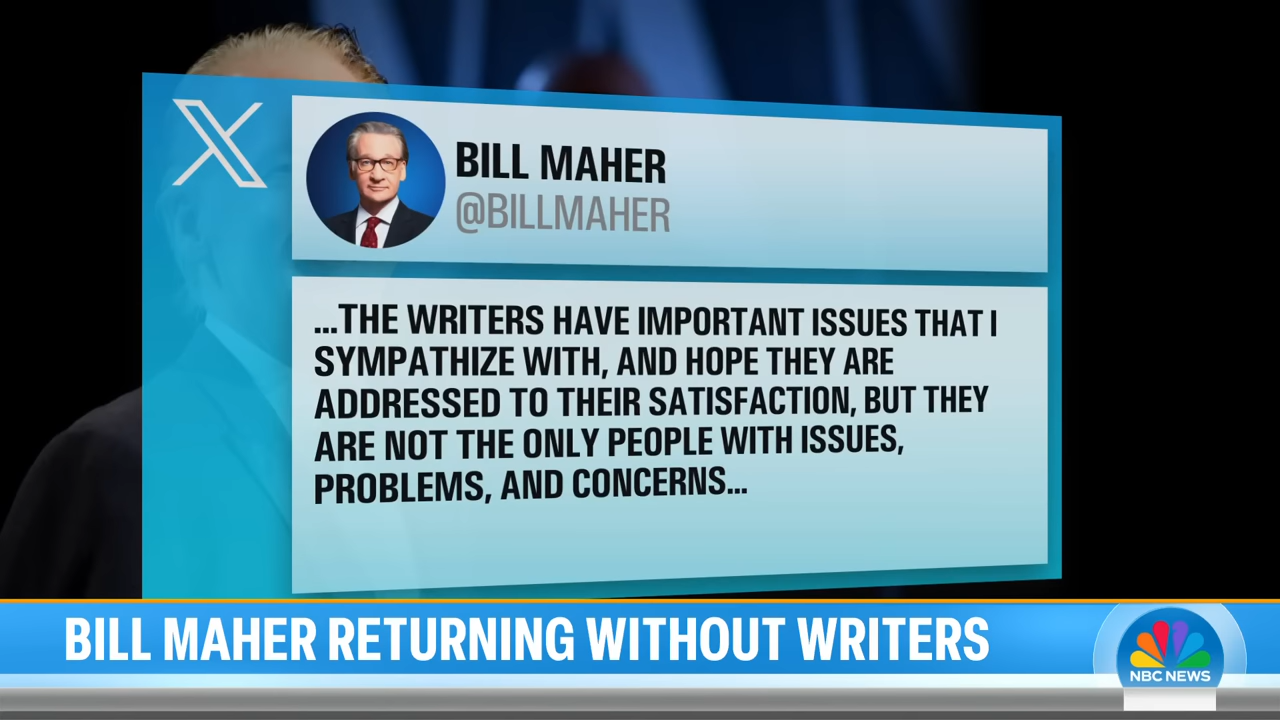 BILL MAHER
@BILLMAHER
...THE WRITERS HAVE IMPORTANT ISSUES THAT I
SYMPATHIZE WITH, AND HOPE THEY ARE
ADDRESSED TO THEIR SATISFACTION, BUT THEY
ARE NOT THE ONLY PEOPLE WITH ISSUES,
PROBLEMS, AND CONCERNS...
BILL MAHER RETURNING WITHOUT WRITERS
NBC NEWS